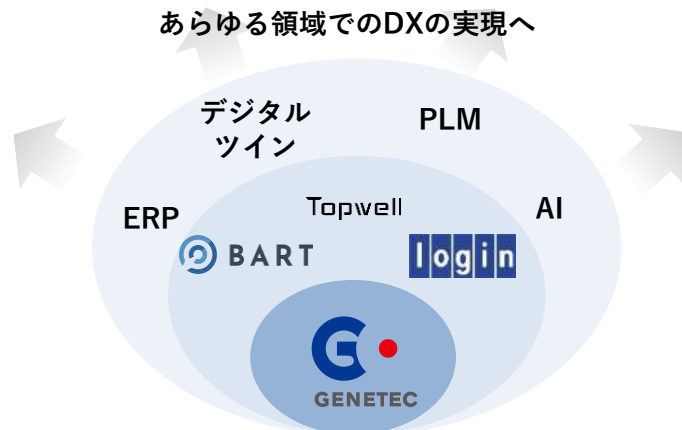 あらゆる領域でのDXの実現へ
デジタル
ツイン
PLM
ERP
Topwell
AI
BART
login
GENETEC